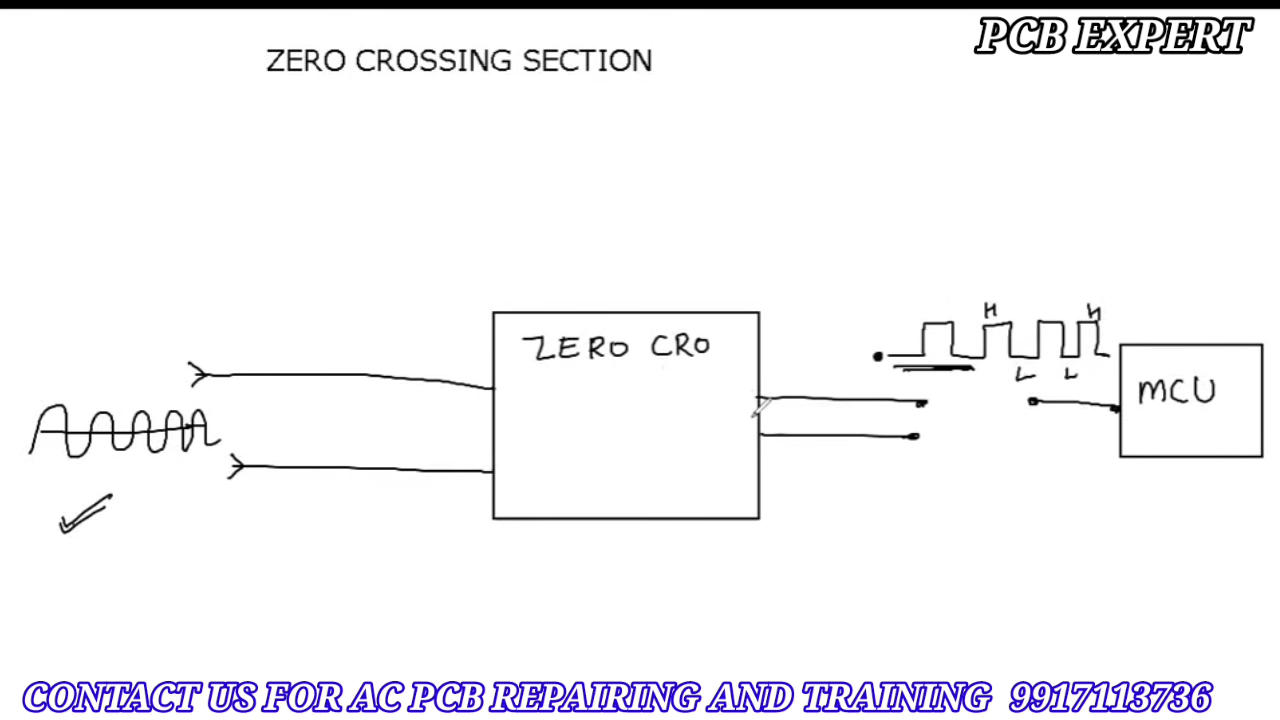 PCB EXPERT
ZERO CROSSING SECTION
H H
ZERO CRO
L L
MCU
CONTACT US FOR AC PCB REPAIRING AND TRAINING 9917113736